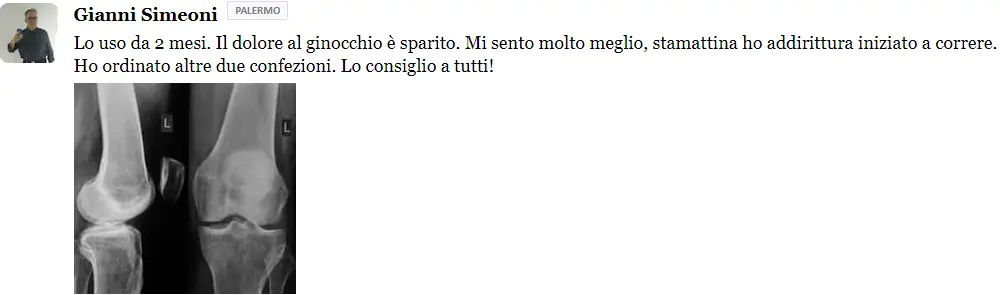 Gianni Simeoni PALERMO
Lo uso da 2 mesi. Il dolore al ginocchio è sparito. Mi sento molto meglio, stamattina ho addirittura iniziato a correre.
Ho ordinato altre due confezioni. Lo consiglio a tutti!
L
L